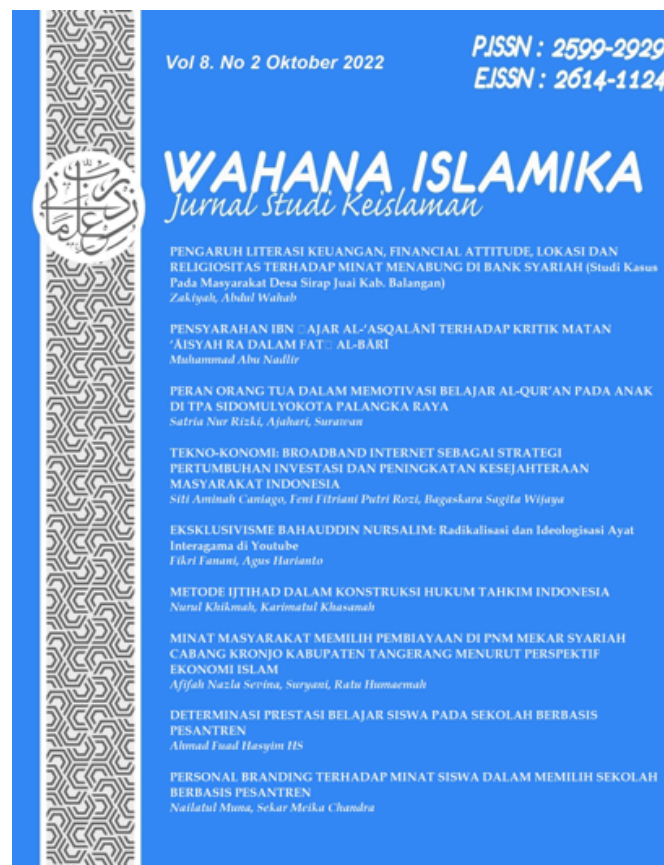 Vol 8. No 2 Oktober 2022
PISSN : 2599-2929
EISSN : 2614-1124
WAHANA ISLAMIKA
Jurnal Studi Keislaman
PENGARUH LITERASI KEUANGAN, FINANCIAL ATTITUDE, LOKASI DAN
RELIGIOSITAS TERHADAP MINAT MENABUNG DI BANK SYARIAH (Studi Kasus
Pada Masyarakat Desa Sirap Juai Kab. Balangan)
Zakiyah, Abdul Wahab
PENSYARAHAN IBN □AJAR AL-‘ASQALĀNĪ TERHADAP KRITIK MATAN
‘ĀISYAH RA DALAM FAT□ AL-BĀRĪ
Muhammad Abu Nadlir
PERAN ORANG TUA DALAM MEMOTIVASI BELAJAR AL-QUR’AN PADA ANAK
DI TPA SIDOMULYOKOTA PALANGKA RAYA
Satria Nur Rizki, Ajahari, Surawan
TEKNO-KONOMI: BROADBAND INTERNET SEBAGAI STRATEGI
PERTUMBUHAN INVESTASI DAN PENINGKATAN KESEJAHTERAAN
MASYARAKAT INDONESIA
Siti Aminah Caniago, Feni Fitriani Putri Rozi, Bagaskara Sagita Wijaya
EKSKLUSIVISME BAHAUDDIN NURSALIM: Radikalisasi dan Ideologisasi Ayat
Interagama di Youtube
Fikri Fanani, Agus Harianto
METODE IJTIHAD DALAM KONSTRUKSI HUKUM TAHKIM INDONESIA
Nurul Khikmah, Karimatul Khasanah
MINAT MASYARAKAT MEMILIH PEMBIAYAAN DI PNM MEKAR SYARIAH
CABANG KRONJO KABUPATEN TANGERANG MENURUT PERSPEKTIF
EKONOMI ISLAM
Afifah Nazla Sevina, Suryani, Ratu Humaemah
DETERMINASI PRESTASI BELAJAR SISWA PADA SEKOLAH BERBASIS
PESANTREN
Ahmad Fuad Hasyim HS
PERSONAL BRANDING TERHADAP MINAT SISWA DALAM MEMILIH SEKOLAH
BERBASIS PESANTREN
Nailatul Muna, Sekar Meika Chandra